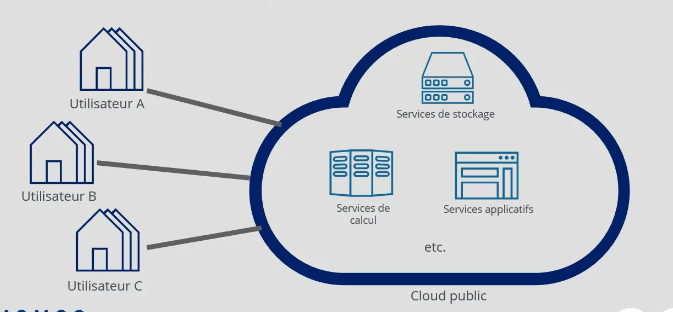 Services de stockage
Utilisateur A
Services de
calcul
Services applicatifs
Utilisateur B
etc.
Utilisateur C
Cloud public